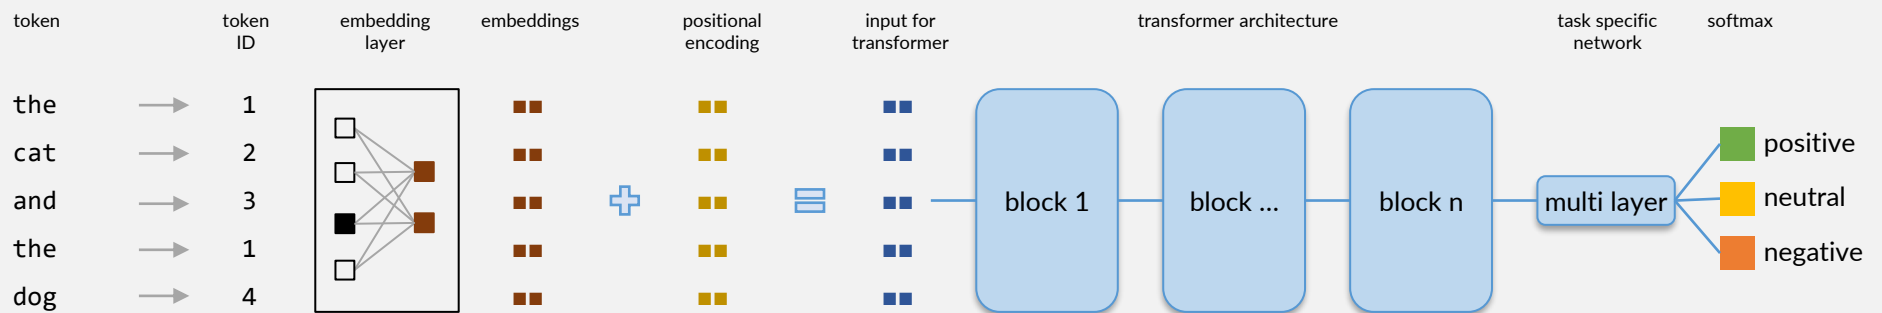 token
token
ID
embedding
layer
embeddings
positional
encoding
input for
transformer
transformer architecture
task specific
network
softmax
the 1
cat 2
and 3
the 1
dog 4
block 1
block ...
block n
multi layer
positive
neutral
negative